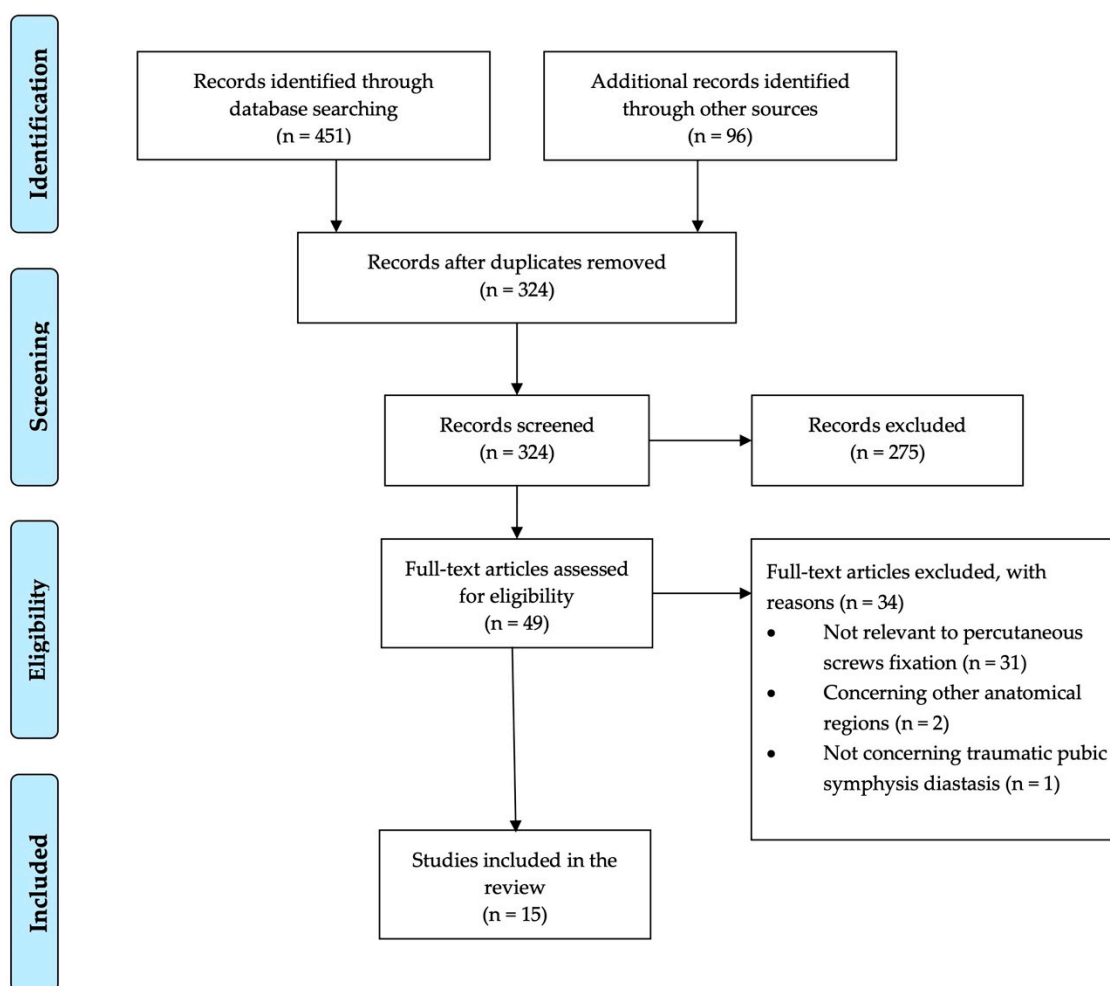 Identification
Records identified through
database searching
(n = 451)
Additional records identified
through other sources
(n = 96)
Records after duplicates removed
(n = 324)
Screening
Records screened
(n = 324)
Records excluded
(n = 275)
Eligibility
Full-text articles assessed
for eligibility
(n = 49)
Full-text articles excluded, with
reasons (n = 34)
• Not relevant to percutaneous
screws fixation (n = 31)
• Concerning other anatomical
regions (n = 2)
• Not concerning traumatic pubic
symphysis diastasis (n = 1)
Included
Studies included in the
review
(n = 15)